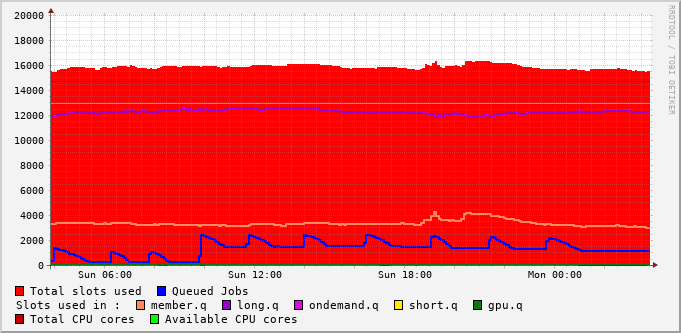 RRDTOOL / TOBI OETIKER
20000
18000
16000
14000
12000
10000
8000
6000
4000
2000
0
Sun 06:00 Sun 12:00 Sun 18:00 Mon 00:00
Total slots used Queued Jobs
Slots used in : member.q long.q ondemand.q short.q gpu.q
Total CPU cores Available CPU cores